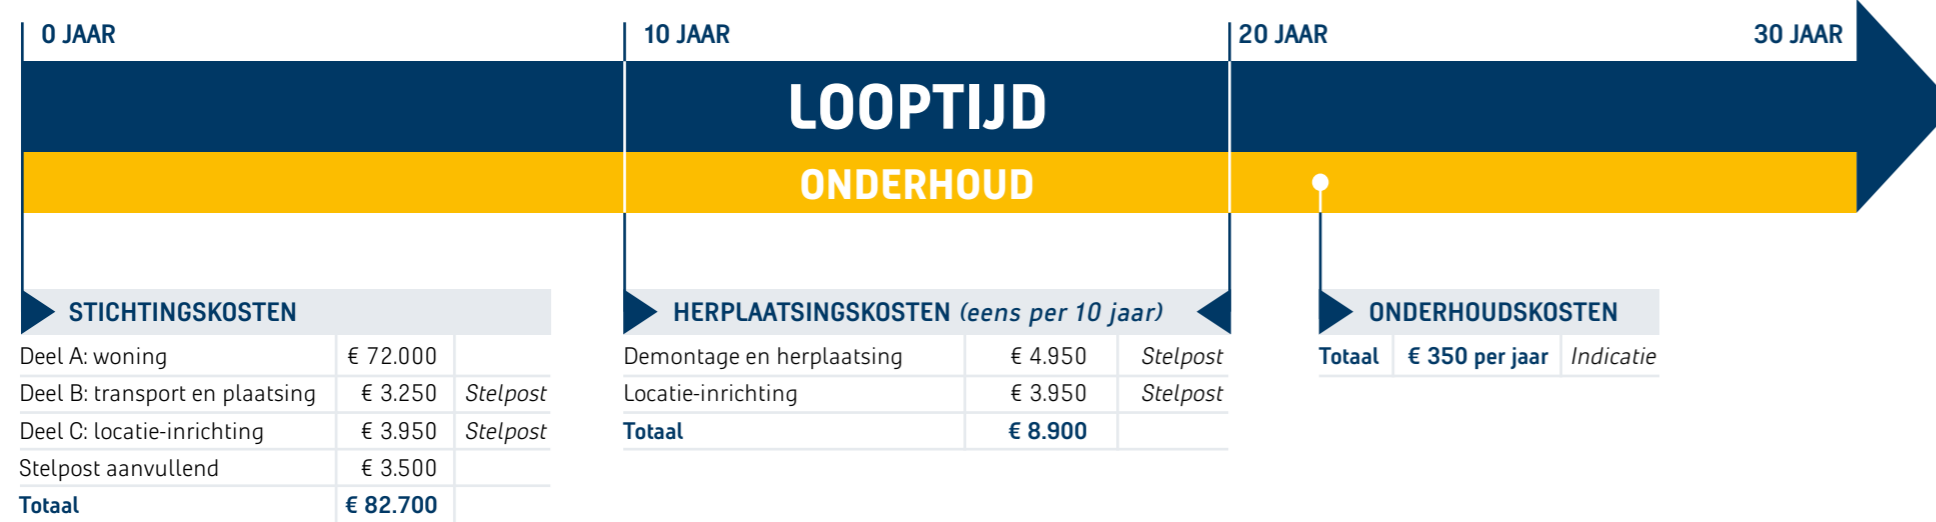 0 JAAR 10 JAAR 20 JAAR 30 JAAR
LOOPTIJD
ONDERHOUD
STICHTINGSKOSTEN
Deel A: woning € 72.000
Deel B: transport en plaatsing € 3.250 Stelpost
Deel C: locatie-inrichting € 3.950 Stelpost
Stelpost aanvullend € 3.500
Totaal € 82.700
HERPLAATSINGSKOSTEN (eens per 10 jaar)
Demontage en herplaatsing € 4.950 Stelpost
Locatie-inrichting € 3.950 Stelpost
Totaal € 8.900
ONDERHOUDSKOSTEN
Totaal € 350 per jaar Indicatie